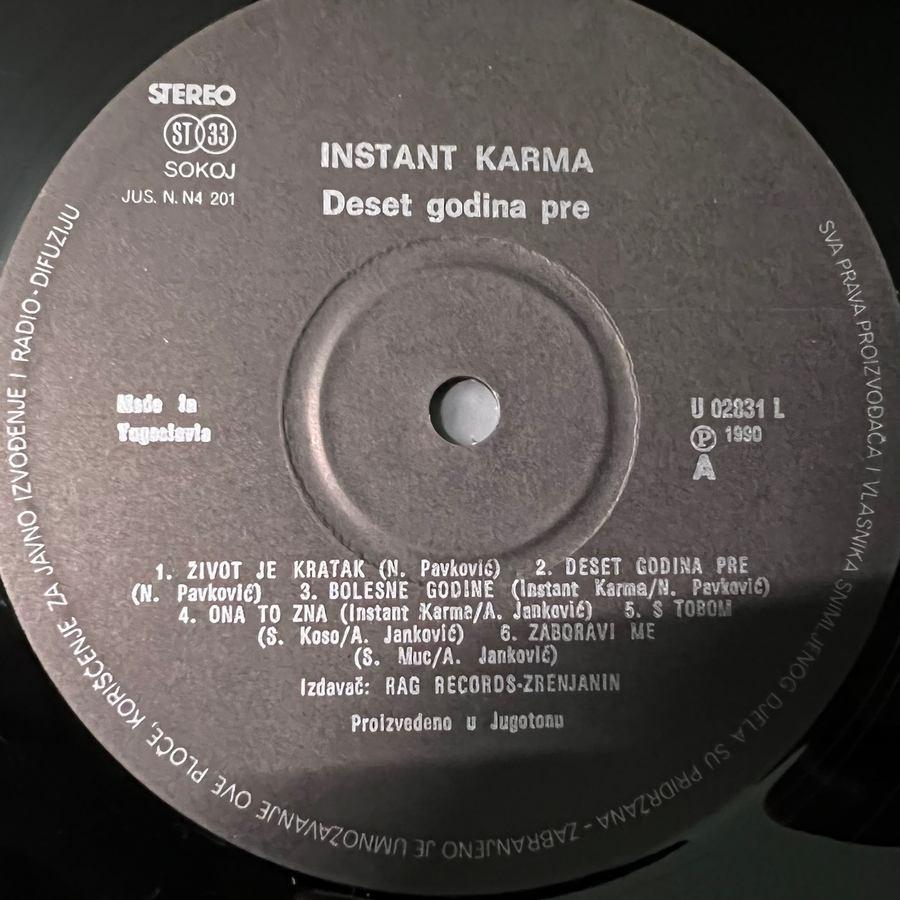 STEREO
ST 33
SOKOJ
JUS. N. N4 201
INSTANT KARMA
Deset godina pre
Made in
Yugoslavia
U 02831 L
Ⓟ 1990
A
1. ŽIVOT JE KRATAK (N. Pavković) 2. DESET GODINA PRE
(N. Pavković) 3. BOLESNE GODINE (Instant Karma/N. Pavković)
4. ONA TO ZNA (Instant Karma/A. Janković) 5. S TOBOM
(S. Koso/A. Janković) 6. ZABORAVI ME
(S. Muc/A. Janković)
Izdavač: RAG RECORDS-ZRENJANIN
Proizvedeno u Jugotonu
SVA PRAVA PROIZVOĐAČA I VLASNIKA SNIMLJENOG DJELA SU PRIDRŽANA - ZABRANJENO JE UMNOŽAVANJE OVE PLOČE, KORIŠĆENJE ZA JAVNO IZVOĐENJE I RADIO-DIFUZIJU